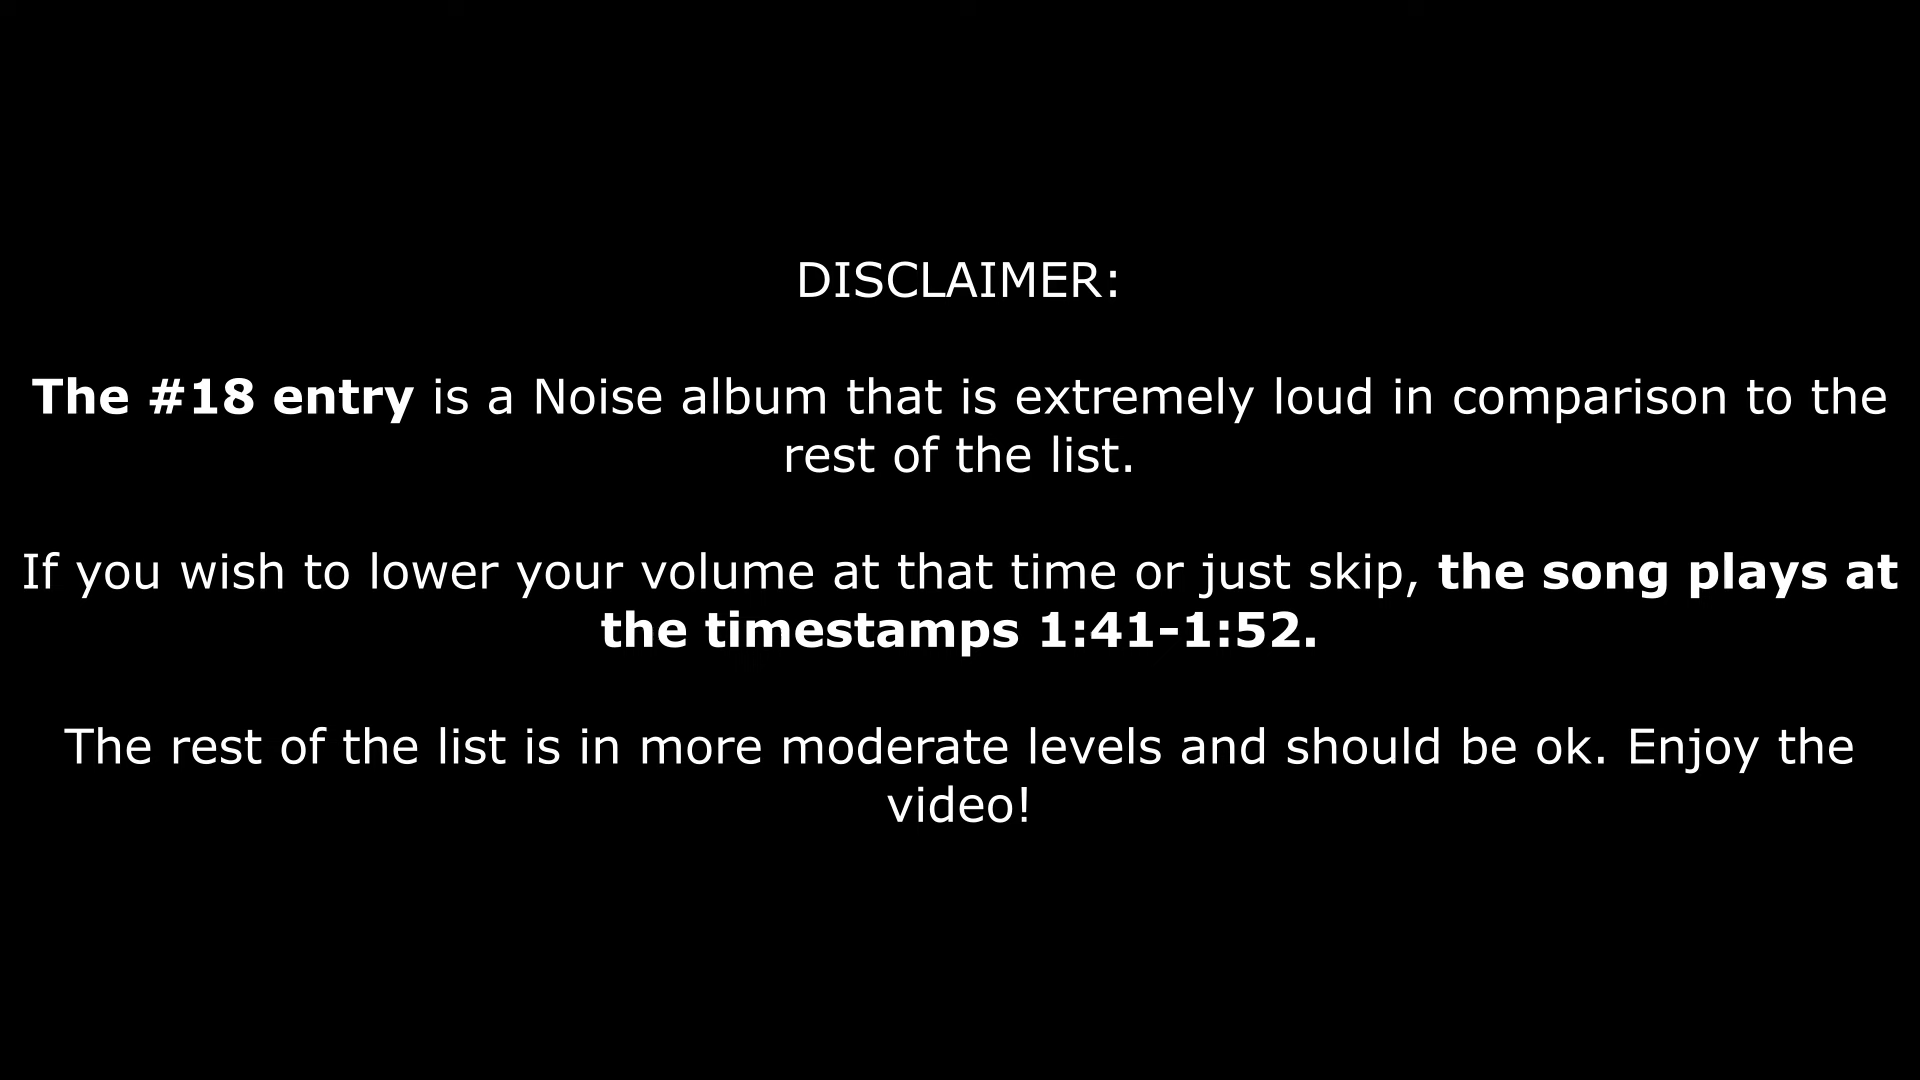 DISCLAIMER:
The #18 entry is a Noise album that is extremely loud in comparison to the
rest of the list.
If you wish to lower your volume at that time or just skip, the song plays at
the timestamps 1:41-1:52.
The rest of the list is in more moderate levels and should be ok. Enjoy the
video!